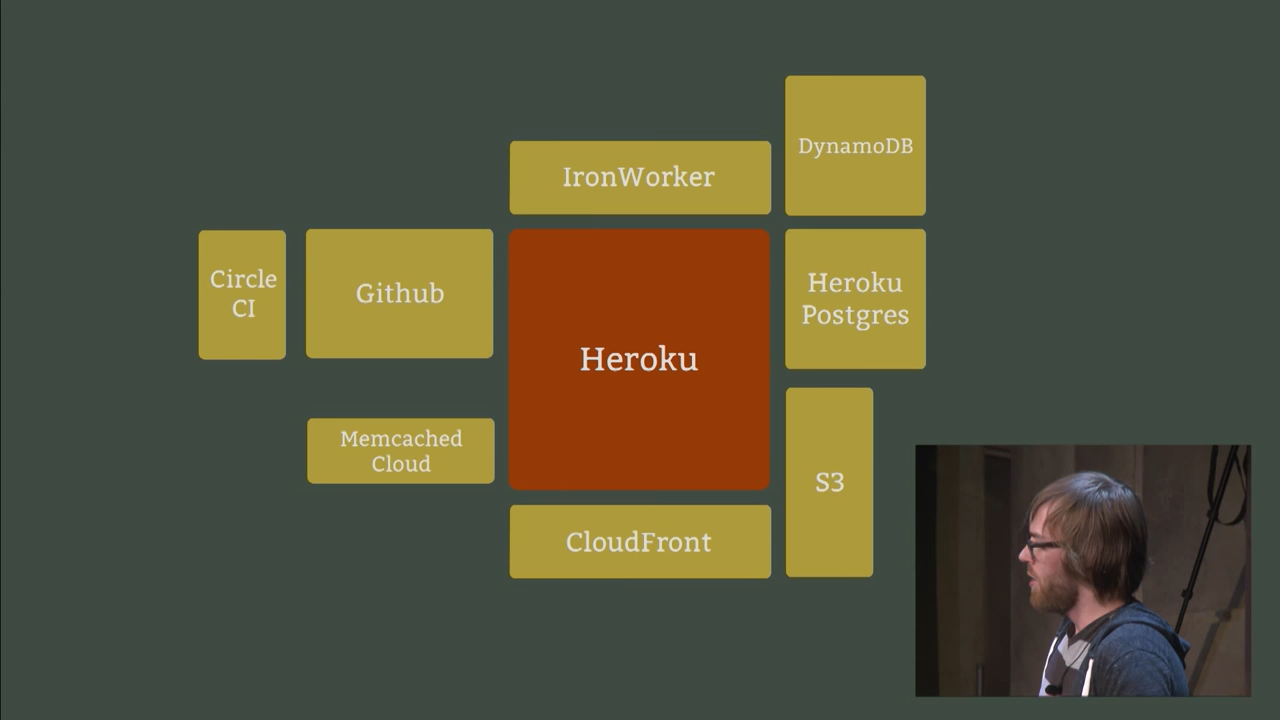 DynamoDB
IronWorker
Circle
CI
Github
Heroku
Heroku
Postgres
Memcached
Cloud
S3
CloudFront